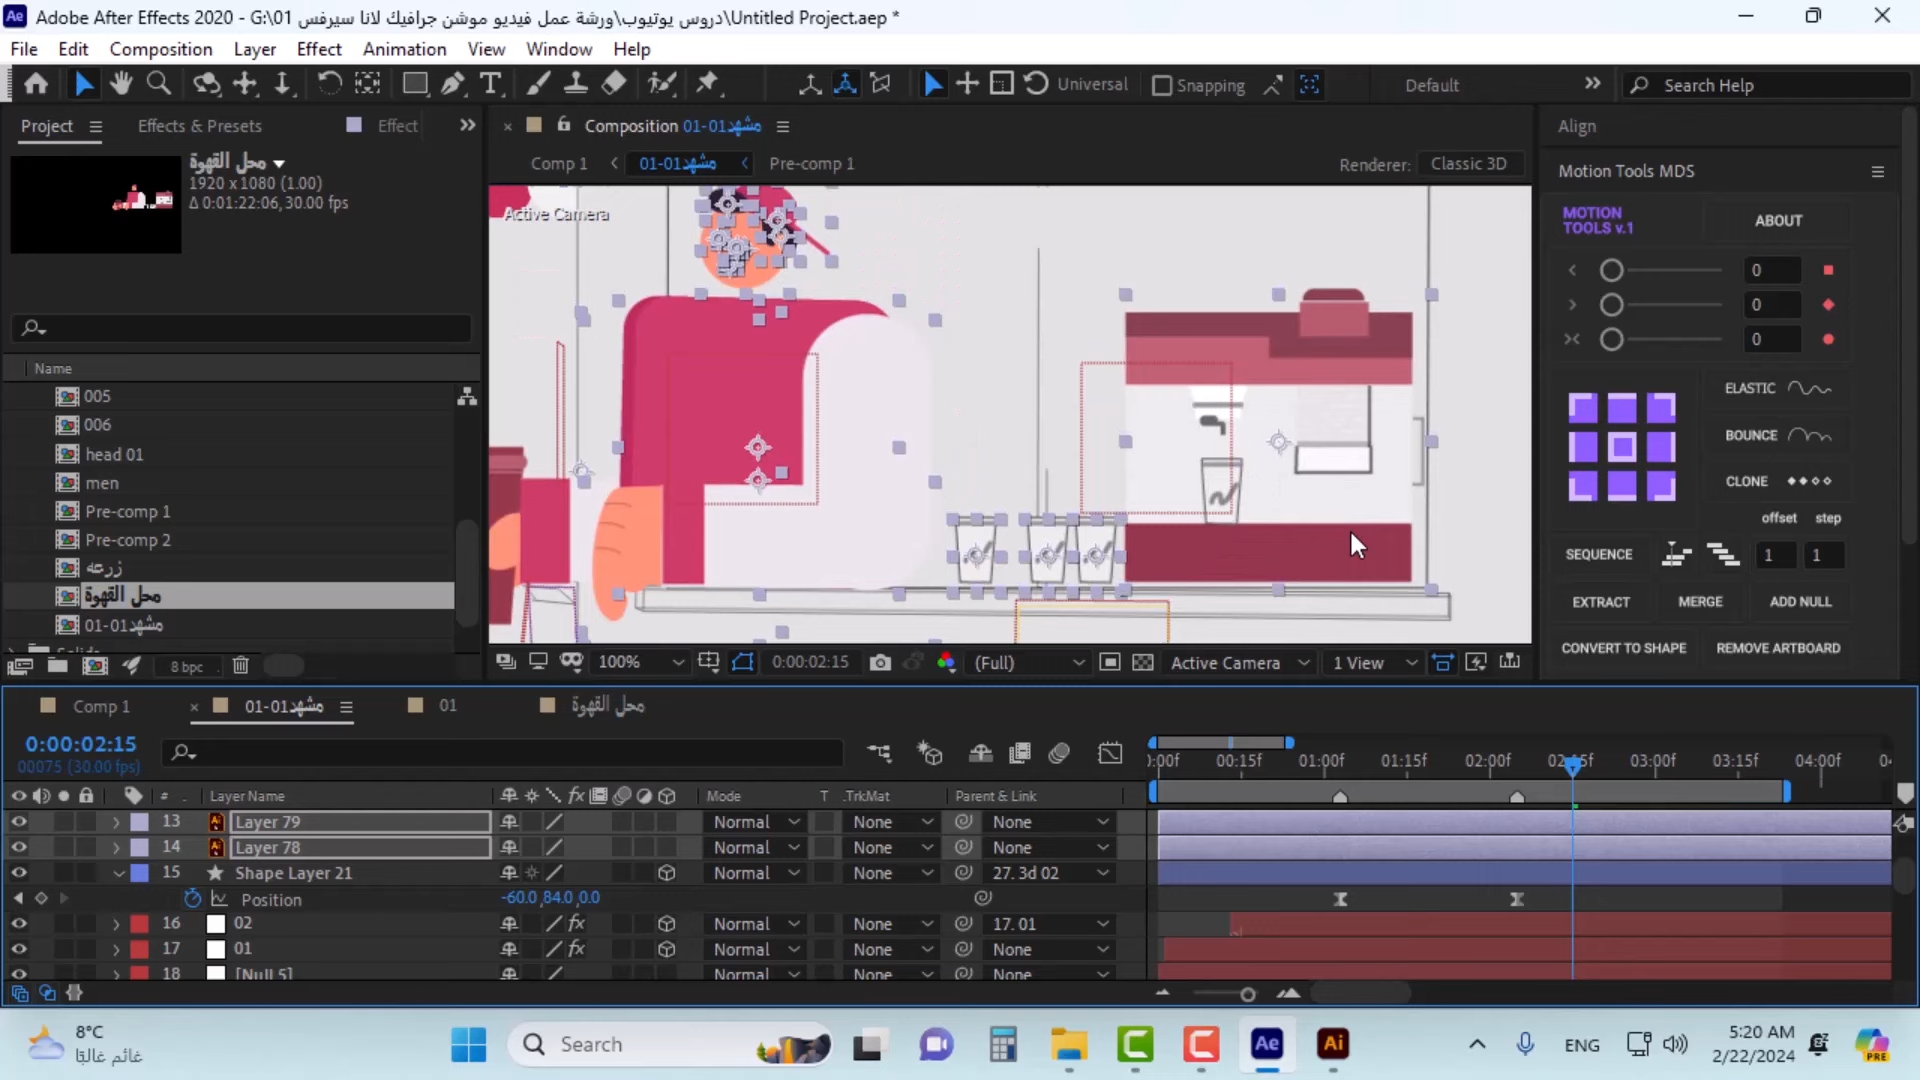 Adobe After Effects 2020 - G:\01 دروس يوتيوب\ورشة عمل فيديو موشن جرافيك لانا سيرفس\Untitled Project.aep *
File Edit Composition Layer Effect Animation View Window Help
Universal Snapping Default Search Help
Project Effects & Presets Effect
محل القهوة
1920 x 1080 (1.00)
Δ 0:01:22:06, 30.00 fps
Name
005
006
head 01
men
Pre-comp 1
Pre-comp 2
زرعه
محل القهوة
مشهد01-01
8 bpc
Composition مشهد01-01
Comp 1 مشهد01-01 Pre-comp 1
Renderer: Classic 3D
Active Camera
100% 0:00:02:15 (Full) Active Camera 1 View
Align
Motion Tools MDS
MOTION
TOOLS v.1
ABOUT
0
0
0
ELASTIC
BOUNCE
CLONE
offset step
SEQUENCE 1 1
EXTRACT MERGE ADD NULL
CONVERT TO SHAPE REMOVE ARTBOARD
Comp 1 مشهد01-01 01 محل القهوة
0:00:02:15
00075 (30.00 fps)
:00f 00:15f 01:00f 01:15f 02:00f 02:15f 03:00f 03:15f 04:00f
# Layer Name Mode T .TrkMat Parent & Link
13 Layer 79 Normal None None
14 Layer 78 Normal None None
15 Shape Layer 21 Normal None 27. 3d 02
Position -60.0,84.0,0.0
16 02 Normal None 17. 01
17 01 Normal None None
18 [Null 5] Normal None None
8°C
غائم غالبًا
Search
ENG
5:20 AM
2/22/2024
PRE